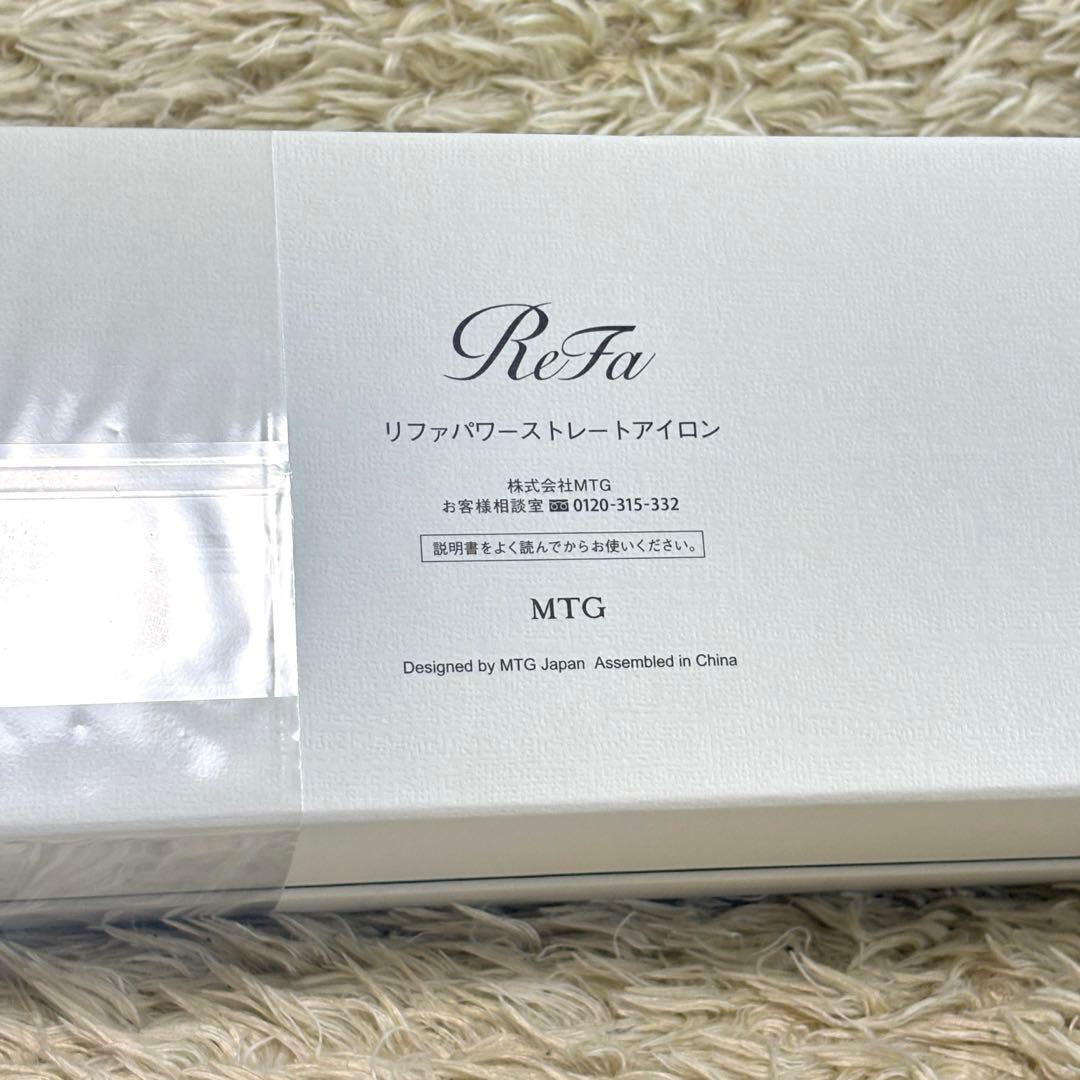 ReFa
リファパワーストレートアイロン
株式会社MTG
お客様相談室 0120-315-332
説明書をよく読んでからお使いください。
MTG
Designed by MTG Japan Assembled in China